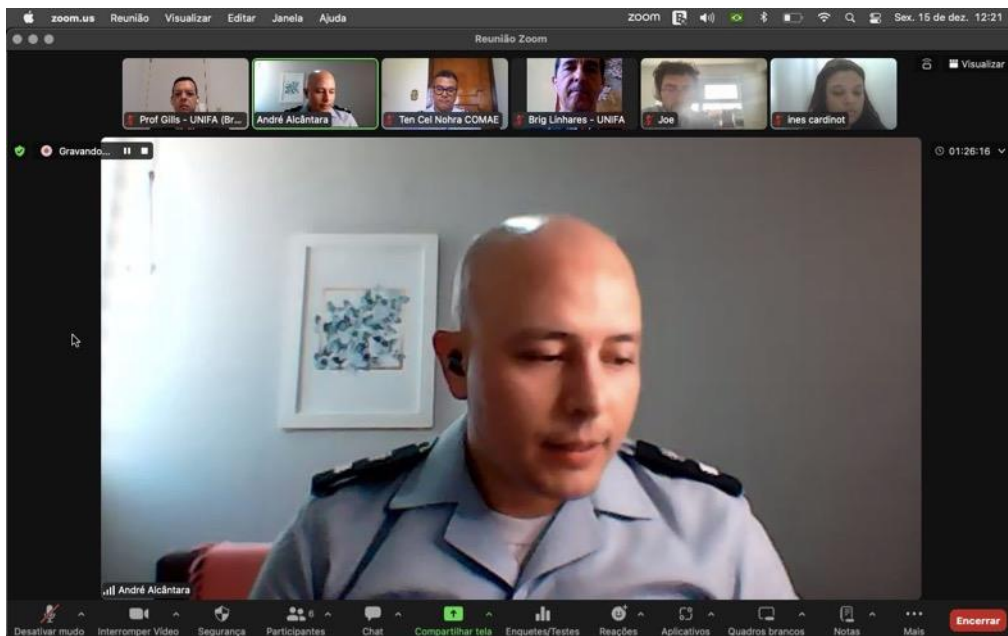 zoom.us Reunião Visualizar Editar Janela Ajuda zoom Sex. 15 de dez. 12:21
Reunião Zoom
Visualizar
Prof Gills - UNIFA (Br... André Alcântara Ten Cel Nohra COMAE Brig Linhares - UNIFA Joe ines cardinot
Gravando... 01:26:16
André Alcântara
6
Desativar mudo Interromper Vídeo Segurança Participantes Chat Compartilhar tela Enquetes/Testes Reações Aplicativos Quadros brancos Notas Mais Encerrar